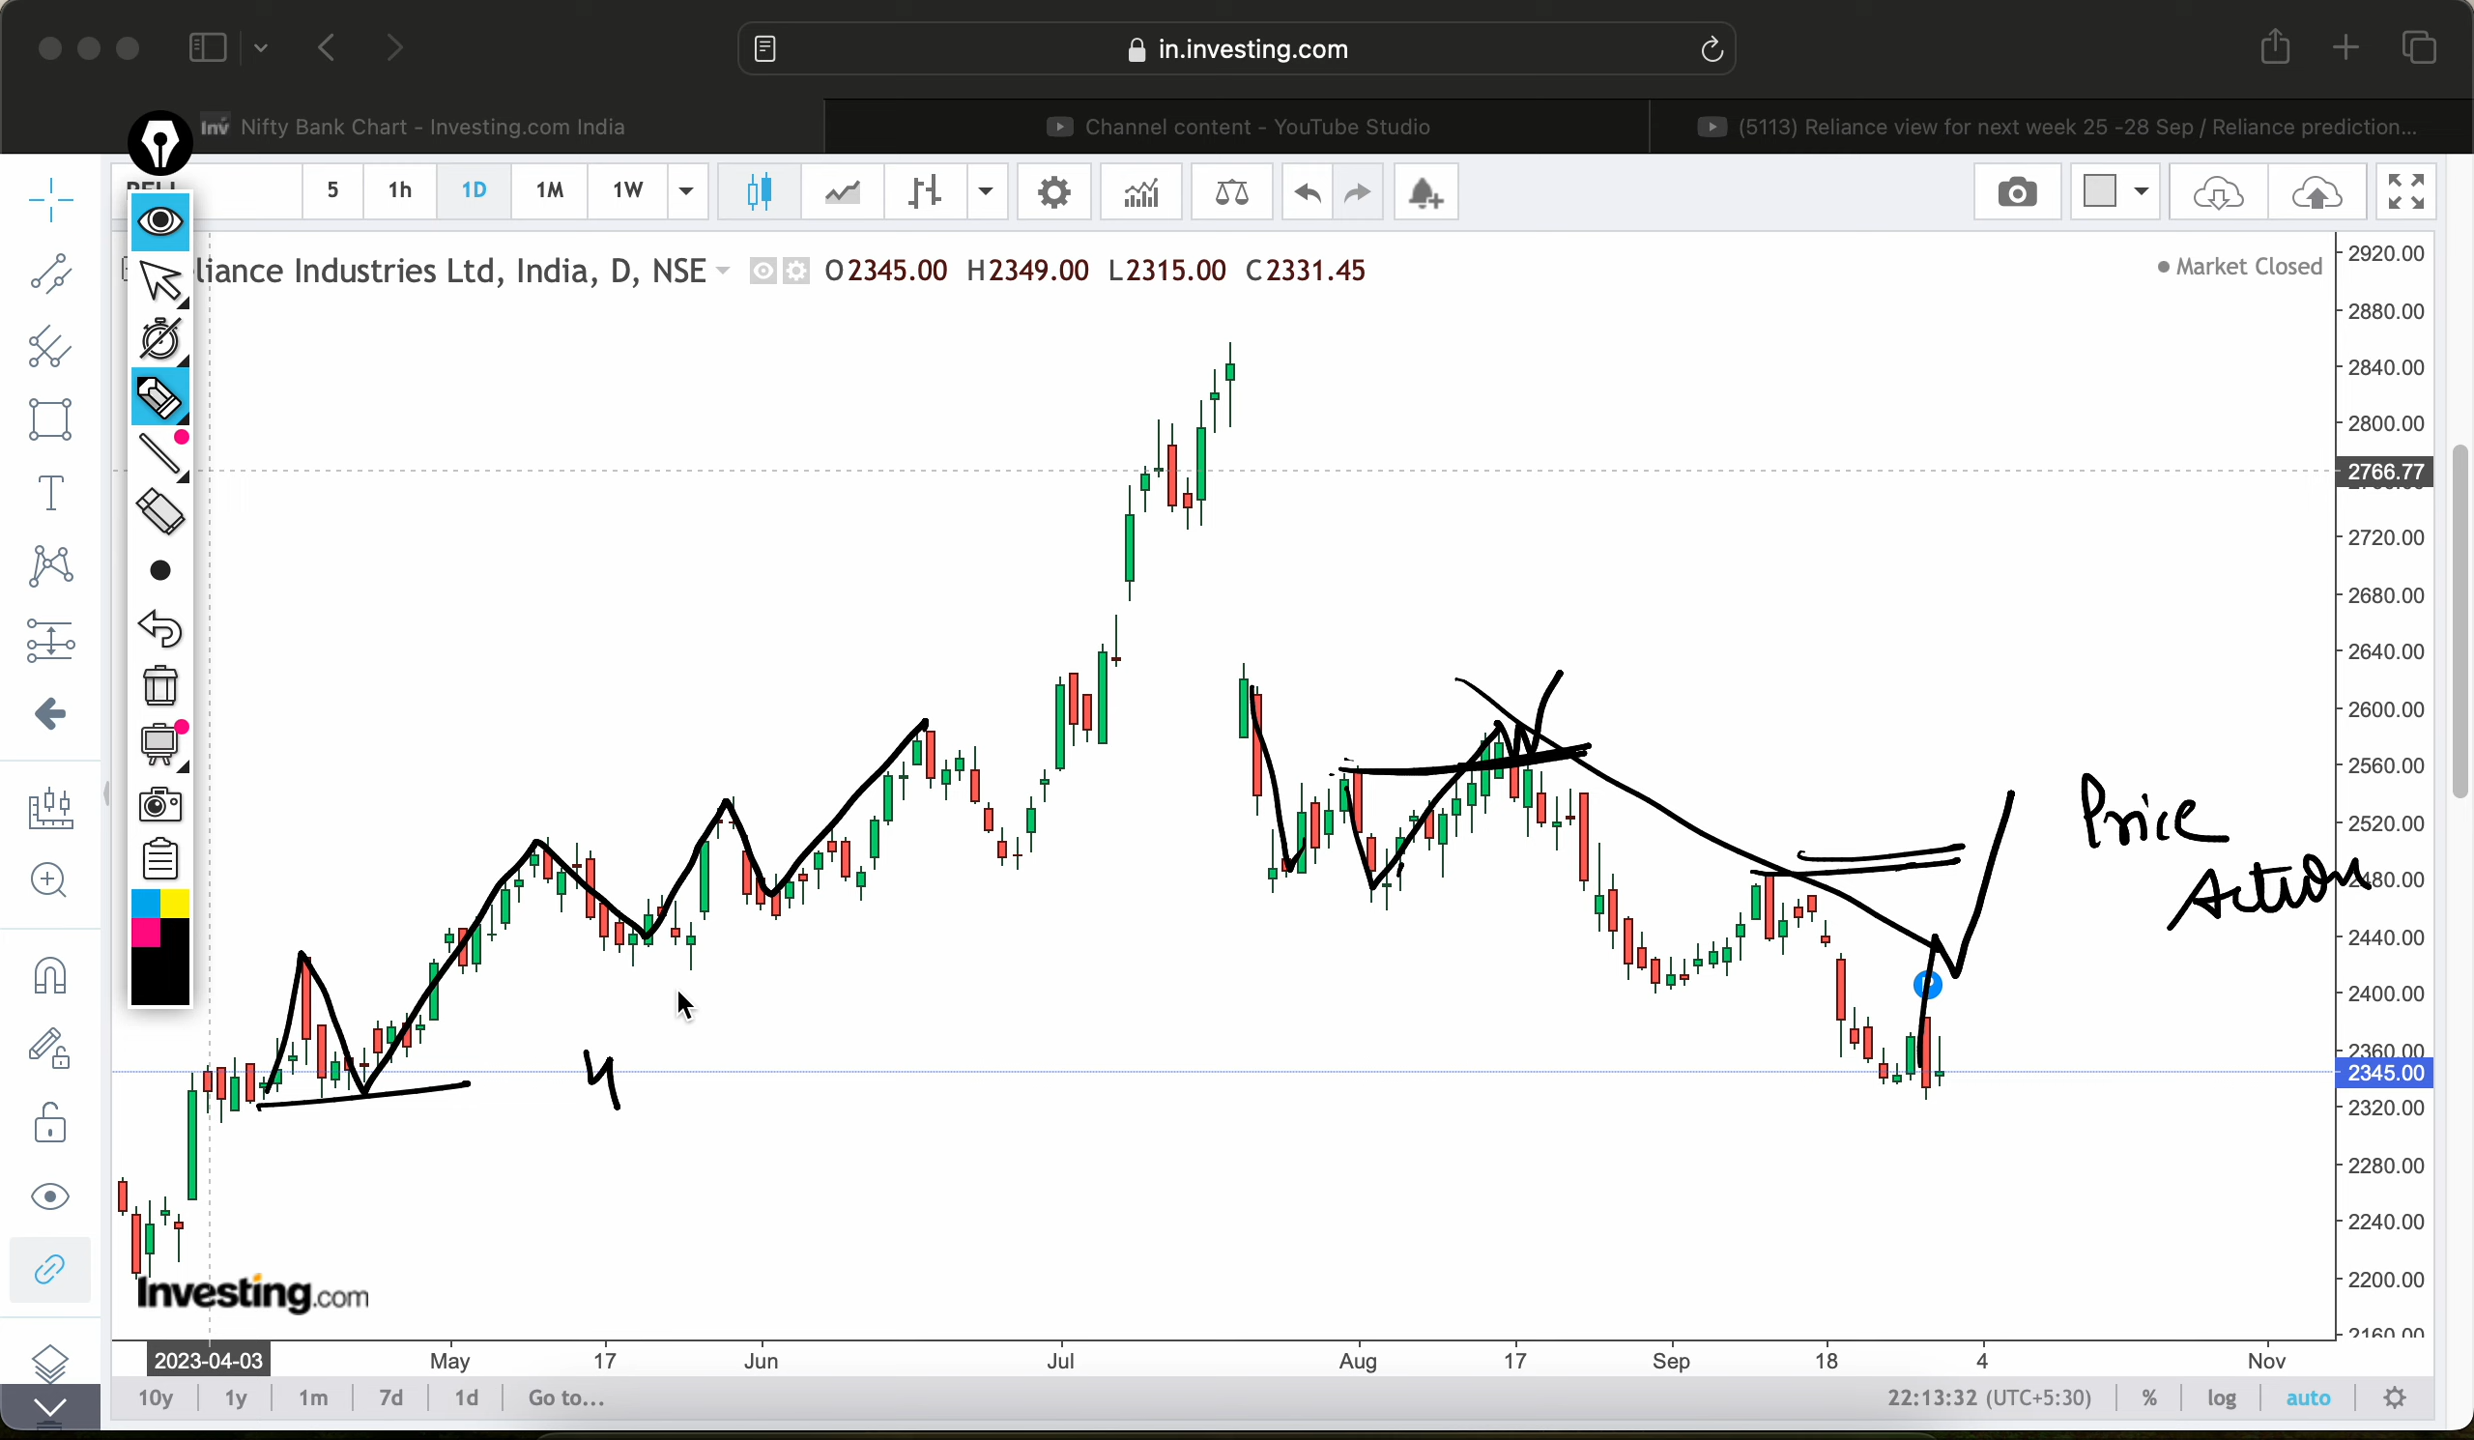 in.investing.com
Inv Nifty Bank Chart - Investing.com India
Channel content - YouTube Studio
(5113) Reliance view for next week 25 -28 Sep / Reliance prediction...
5 1h 1D 1M 1W
liance Industries Ltd, India, D, NSE O2345.00 H2349.00 L2315.00 C2331.45
Market Closed
2920.00
2880.00
2840.00
2800.00
2766.77
2720.00
2680.00
2640.00
2600.00
2560.00
2520.00
2480.00
2440.00
2400.00
2360.00
2345.00
2320.00
2280.00
2240.00
2200.00
2160.00
Price
Action
Investing.com
2023-04-03 May 17 Jun Jul Aug 17 Sep 18 4 Nov
10y 1y 1m 7d 1d Go to... 22:13:32 (UTC+5:30) % log auto